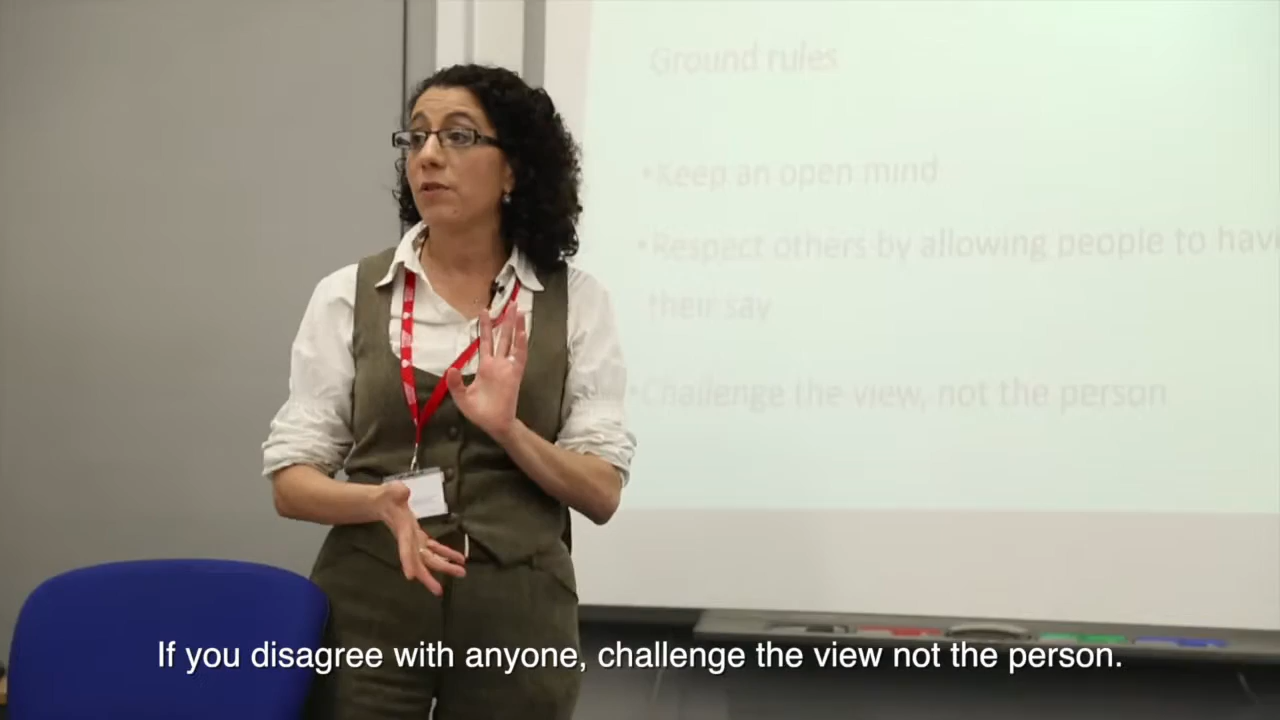 Ground rules
•Keep an open mind
•Respect others by allowing people to hav
their say
•Challenge the view, not the person
If you disagree with anyone, challenge the view not the person.